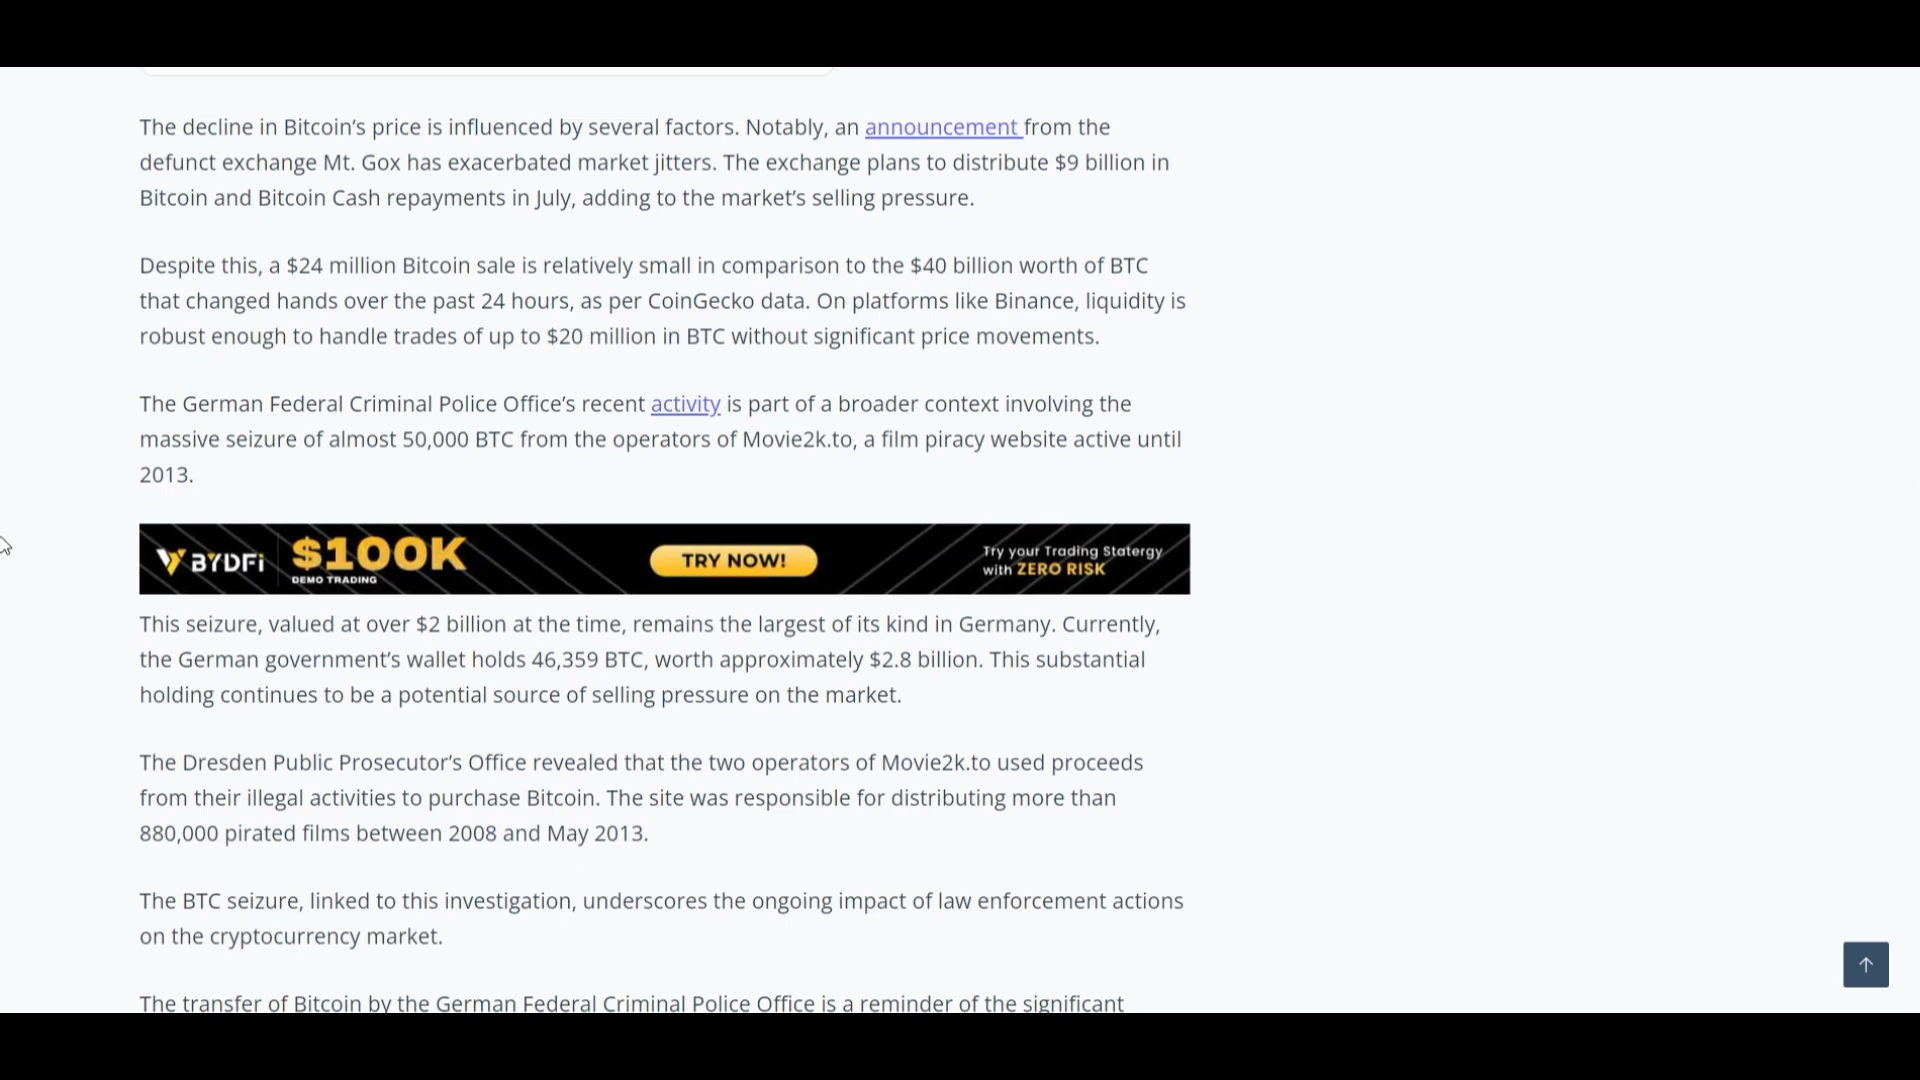 The decline in Bitcoin’s price is influenced by several factors. Notably, an announcement from the
defunct exchange Mt. Gox has exacerbated market jitters. The exchange plans to distribute $9 billion in
Bitcoin and Bitcoin Cash repayments in July, adding to the market’s selling pressure.
Despite this, a $24 million Bitcoin sale is relatively small in comparison to the $40 billion worth of BTC
that changed hands over the past 24 hours, as per CoinGecko data. On platforms like Binance, liquidity is
robust enough to handle trades of up to $20 million in BTC without significant price movements.
The German Federal Criminal Police Office’s recent activity is part of a broader context involving the
massive seizure of almost 50,000 BTC from the operators of Movie2k.to, a film piracy website active until
2013.
BYDFi $100K
DEMO TRADING
TRY NOW!
Try your Trading Statergy
with ZERO RISK
This seizure, valued at over $2 billion at the time, remains the largest of its kind in Germany. Currently,
the German government’s wallet holds 46,359 BTC, worth approximately $2.8 billion. This substantial
holding continues to be a potential source of selling pressure on the market.
The Dresden Public Prosecutor’s Office revealed that the two operators of Movie2k.to used proceeds
from their illegal activities to purchase Bitcoin. The site was responsible for distributing more than
880,000 pirated films between 2008 and May 2013.
The BTC seizure, linked to this investigation, underscores the ongoing impact of law enforcement actions
on the cryptocurrency market.
The transfer of Bitcoin by the German Federal Criminal Police Office is a reminder of the significant